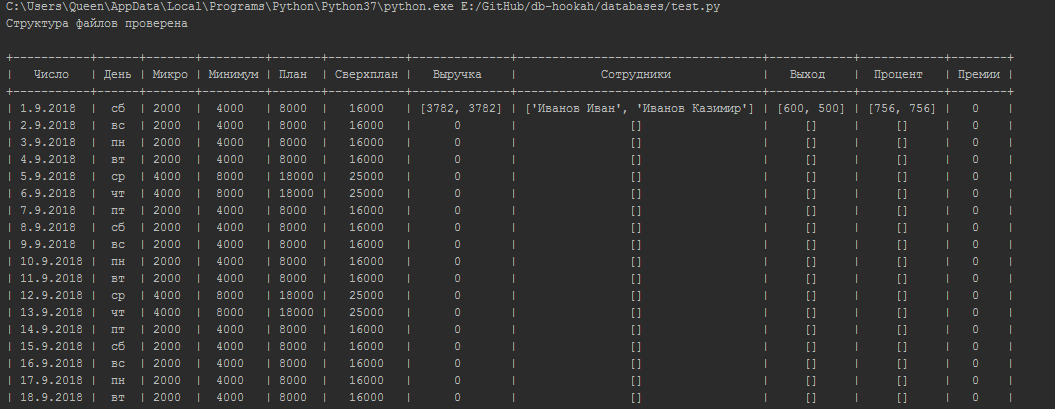 C:\Users\Queen\AppData\Local\Programs\Python\Python37\python.exe E:/GitHub/db-hookah/databases/test.py
Структура файлов проверена
+-----------+------+-------+---------+-------+-----------+--------------+----------------------------------+------------+------------+--------+
| Число | День | Микро | Минимум | План | Сверхплан | Выручка | Сотрудники | Выход | Процент | Премии |
+-----------+------+-------+---------+-------+-----------+--------------+----------------------------------+------------+------------+--------+
| 1.9.2018 | сб | 2000 | 4000 | 8000 | 16000 | [3782, 3782] | ['Иванов Иван', 'Иванов Казимир'] | [600, 500] | [756, 756] | 0 |
| 2.9.2018 | вс | 2000 | 4000 | 8000 | 16000 | 0 | [] | [] | [] | 0 |
| 3.9.2018 | пн | 2000 | 4000 | 8000 | 16000 | 0 | [] | [] | [] | 0 |
| 4.9.2018 | вт | 2000 | 4000 | 8000 | 16000 | 0 | [] | [] | [] | 0 |
| 5.9.2018 | ср | 4000 | 8000 | 18000 | 25000 | 0 | [] | [] | [] | 0 |
| 6.9.2018 | чт | 4000 | 8000 | 18000 | 25000 | 0 | [] | [] | [] | 0 |
| 7.9.2018 | пт | 2000 | 4000 | 8000 | 16000 | 0 | [] | [] | [] | 0 |
| 8.9.2018 | сб | 2000 | 4000 | 8000 | 16000 | 0 | [] | [] | [] | 0 |
| 9.9.2018 | вс | 2000 | 4000 | 8000 | 16000 | 0 | [] | [] | [] | 0 |
| 10.9.2018 | пн | 2000 | 4000 | 8000 | 16000 | 0 | [] | [] | [] | 0 |
| 11.9.2018 | вт | 2000 | 4000 | 8000 | 16000 | 0 | [] | [] | [] | 0 |
| 12.9.2018 | ср | 4000 | 8000 | 18000 | 25000 | 0 | [] | [] | [] | 0 |
| 13.9.2018 | чт | 4000 | 8000 | 18000 | 25000 | 0 | [] | [] | [] | 0 |
| 14.9.2018 | пт | 2000 | 4000 | 8000 | 16000 | 0 | [] | [] | [] | 0 |
| 15.9.2018 | сб | 2000 | 4000 | 8000 | 16000 | 0 | [] | [] | [] | 0 |
| 16.9.2018 | вс | 2000 | 4000 | 8000 | 16000 | 0 | [] | [] | [] | 0 |
| 17.9.2018 | пн | 2000 | 4000 | 8000 | 16000 | 0 | [] | [] | [] | 0 |
| 18.9.2018 | вт | 2000 | 4000 | 8000 | 16000 | 0 | [] | [] | [] | 0 |